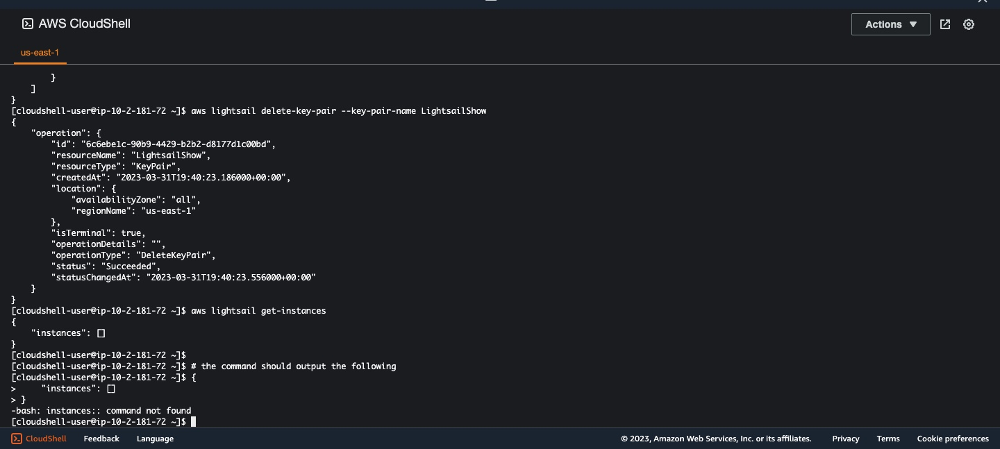 AWS CloudShell
Actions ▼
us-east-1
        }
    ]
}
[cloudshell-user@ip-10-2-181-72 ~]$ aws lightsail delete-key-pair --key-pair-name LightsailShow
{
    "operation": {
        "id": "6c6ebe1c-90b9-4429-b2b2-d8177d1c00bd",
        "resourceName": "LightsailShow",
        "resourceType": "KeyPair",
        "createdAt": "2023-03-31T19:40:23.186000+00:00",
        "location": {
            "availabilityZone": "all",
            "regionName": "us-east-1"
        },
        "isTerminal": true,
        "operationDetails": "",
        "operationType": "DeleteKeyPair",
        "status": "Succeeded",
        "statusChangedAt": "2023-03-31T19:40:23.556000+00:00"
    }
}
[cloudshell-user@ip-10-2-181-72 ~]$ aws lightsail get-instances
{
    "instances": []
}
[cloudshell-user@ip-10-2-181-72 ~]$
[cloudshell-user@ip-10-2-181-72 ~]$ # the command should output the following
[cloudshell-user@ip-10-2-181-72 ~]$ {
>     "instances": []
> }
-bash: instances:: command not found
[cloudshell-user@ip-10-2-181-72 ~]$
CloudShell Feedback Language © 2023, Amazon Web Services, Inc. or its affiliates. Privacy Terms Cookie preferences